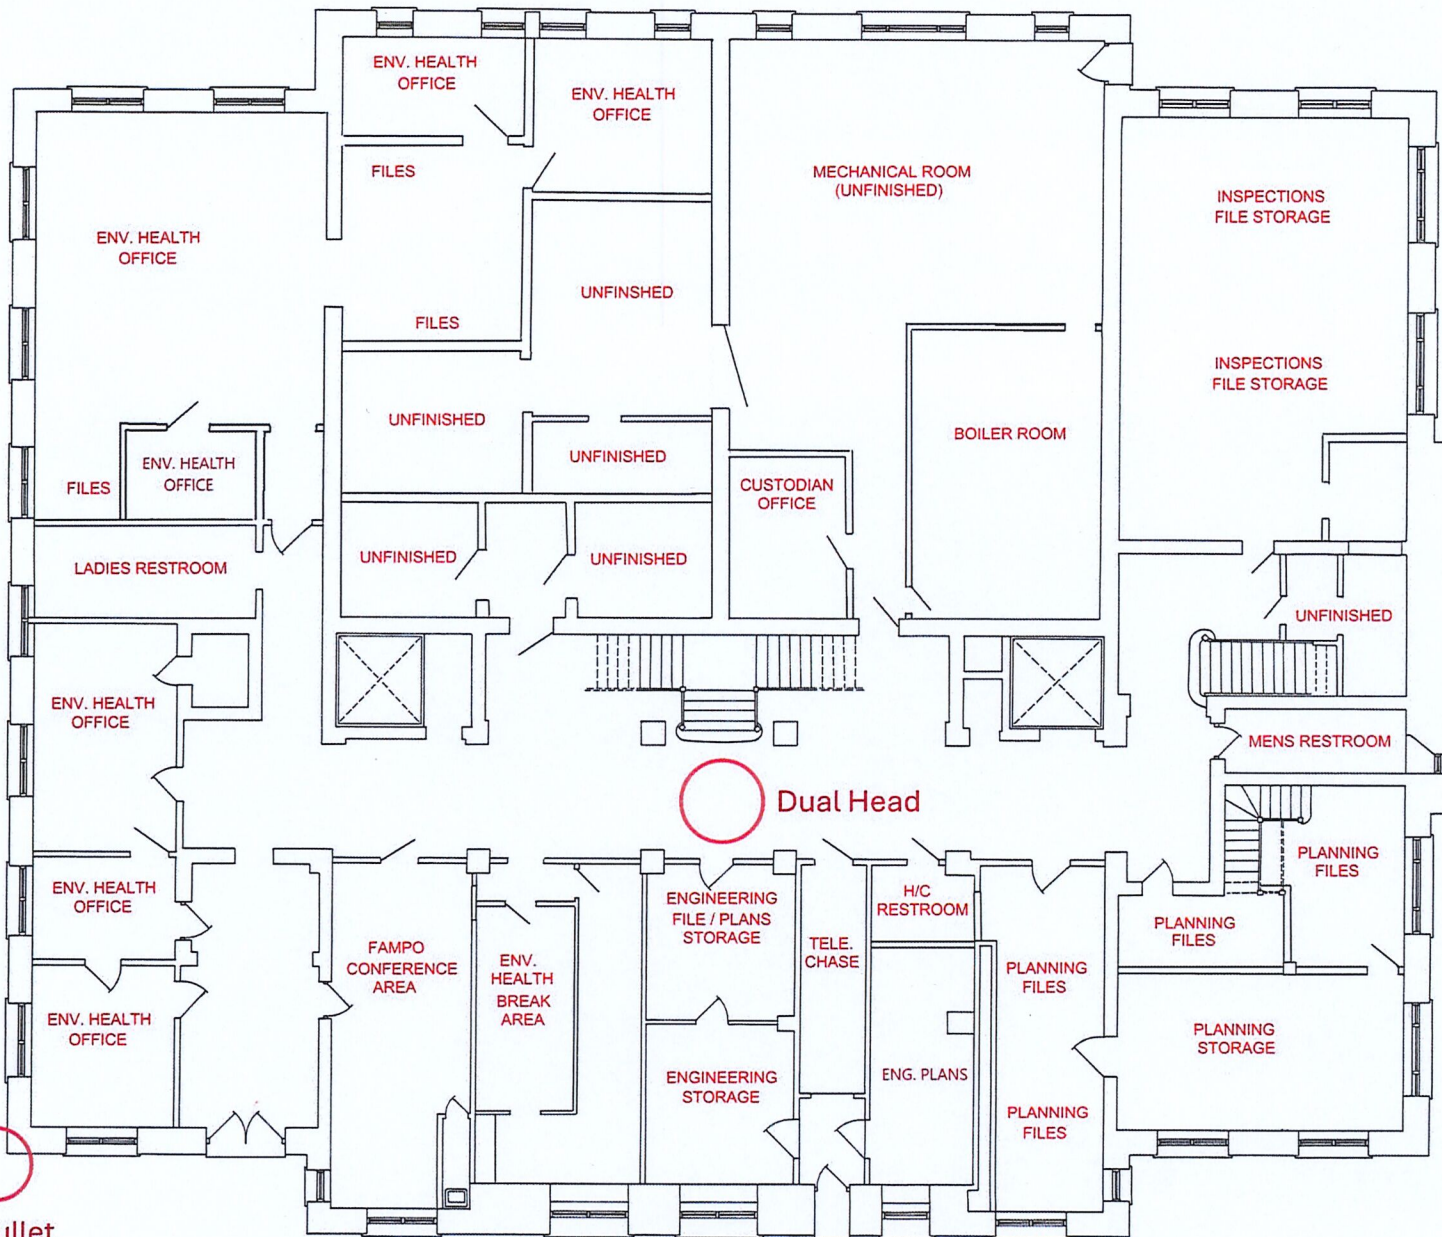 ENV. HEALTH
OFFICE
ENV. HEALTH
OFFICE
FILES
MECHANICAL ROOM
(UNFINISHED)
INSPECTIONS
FILE STORAGE
ENV. HEALTH
OFFICE
UNFINSHED
FILES
INSPECTIONS
FILE STORAGE
UNFINISHED
BOILER ROOM
UNFINISHED
ENV. HEALTH
OFFICE
FILES
CUSTODIAN
OFFICE
LADIES RESTROOM
UNFINISHED
UNFINISHED
UNFINISHED
ENV. HEALTH
OFFICE
MENS RESTROOM
Dual Head
PLANNING
FILES
ENV. HEALTH
OFFICE
ENGINEERING
FILE / PLANS
STORAGE
H/C
RESTROOM
PLANNING
FILES
FAMPO
CONFERENCE
AREA
ENV.
HEALTH
BREAK
AREA
TELE.
CHASE
PLANNING
FILES
ENV. HEALTH
OFFICE
PLANNING
STORAGE
ENGINEERING
STORAGE
ENG. PLANS
PLANNING
FILES